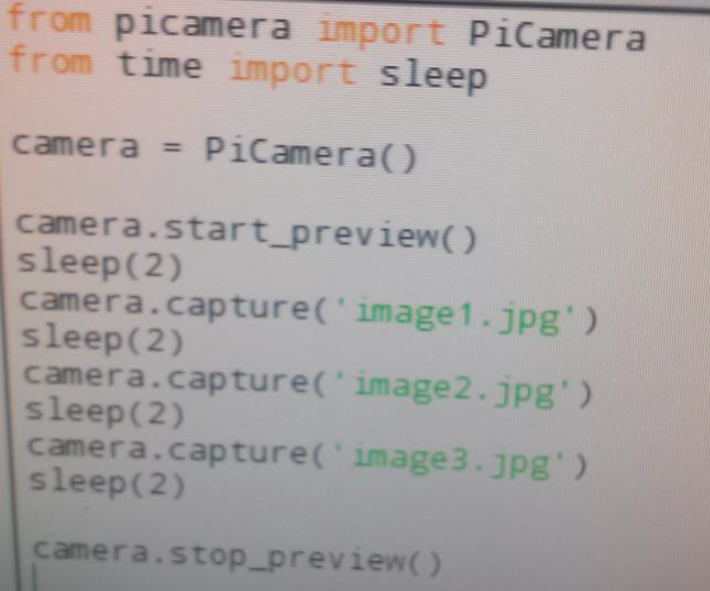 from picamera import PiCamera
from time import sleep
camera = PiCamera()
camera.start_preview()
sleep(2)
camera.capture('image1.jpg')
sleep(2)
camera.capture('image2.jpg')
sleep(2)
camera.capture('image3.jpg')
sleep(2)
camera.stop_preview()